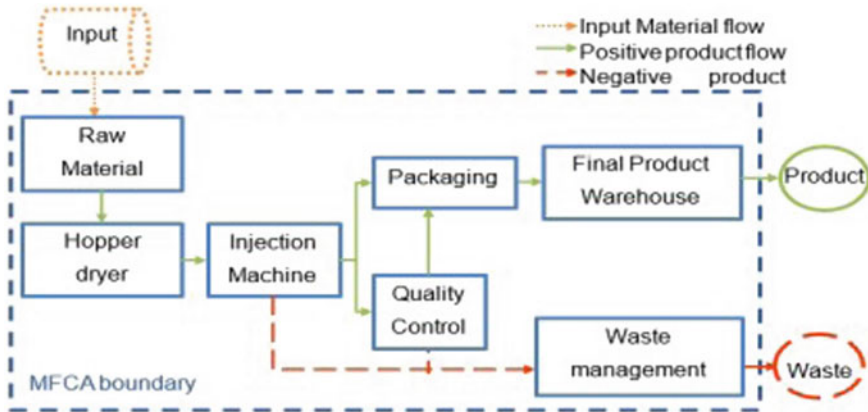 Input
Input Material flow
Positive product flow
Negative product
Raw
Material
Packaging
Final Product
Warehouse
Product
Hopper
dryer
Injection
Machine
Quality
Control
Waste
management
Waste
MFCA boundary